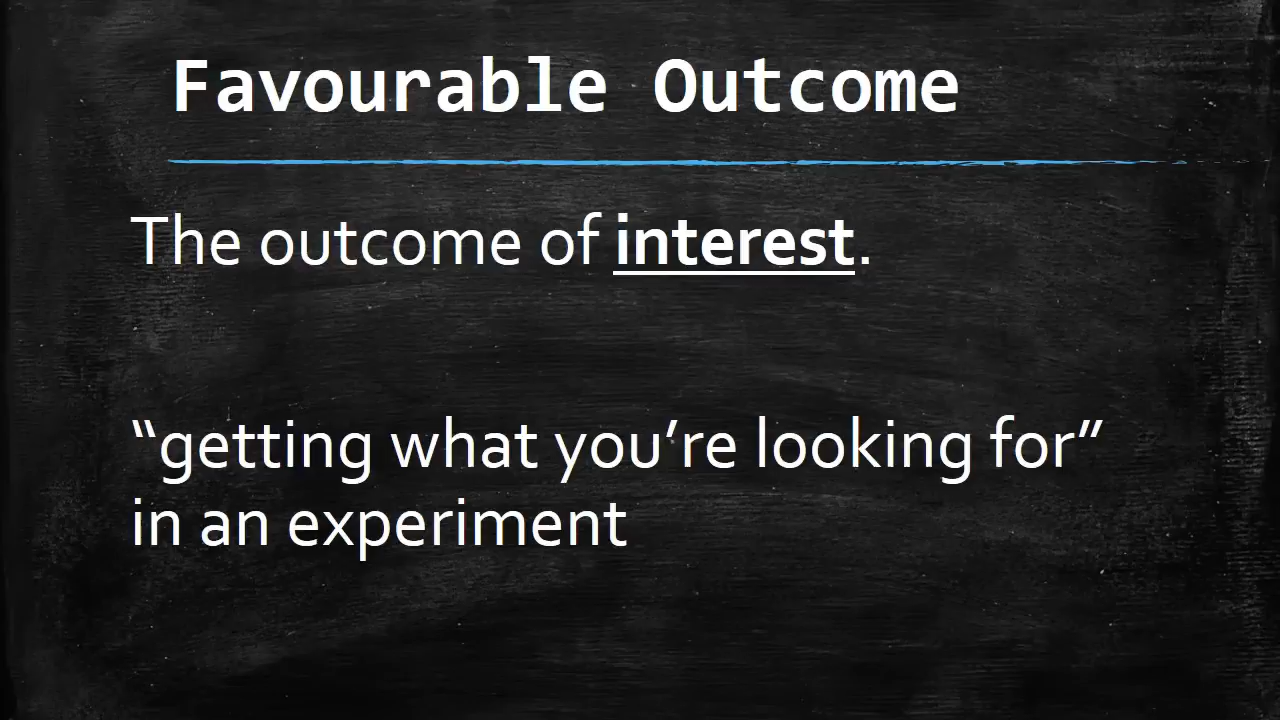 Favourable Outcome
The outcome of interest.
“getting what you’re looking for”
in an experiment